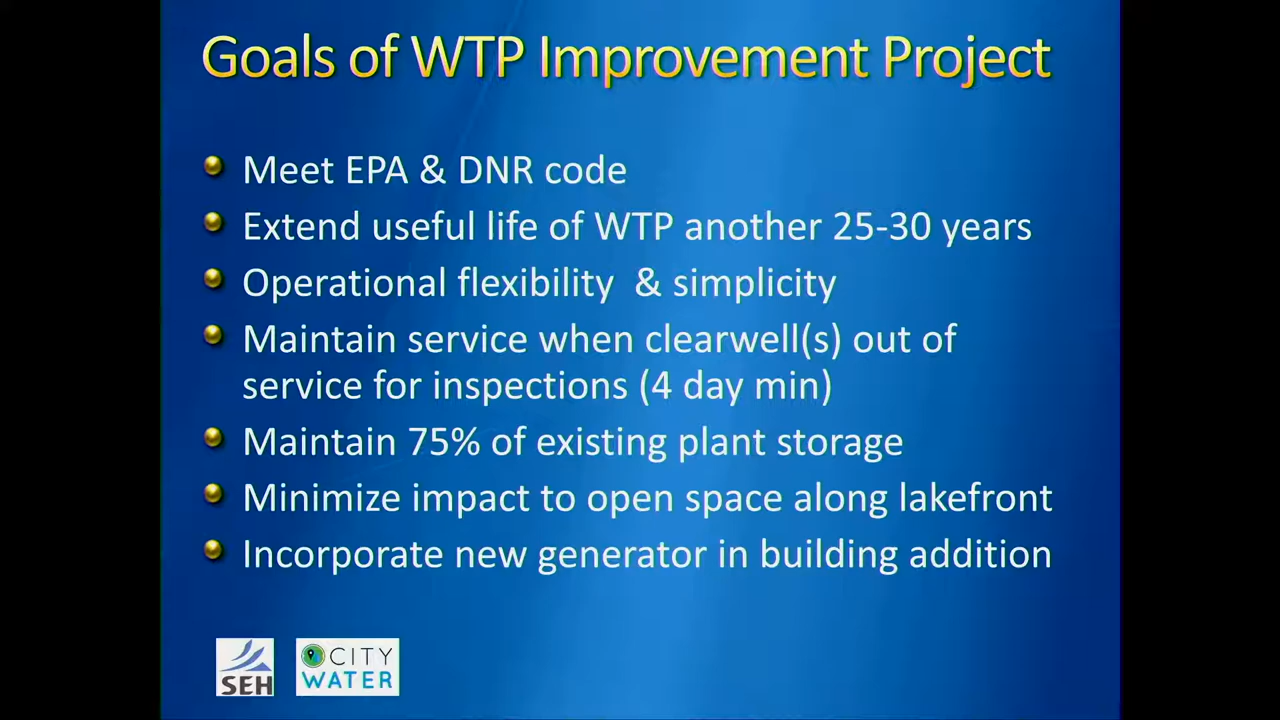 Goals of WTP Improvement Project
Meet EPA & DNR code
Extend useful life of WTP another 25-30 years
Operational flexibility & simplicity
Maintain service when clearwell(s) out of
service for inspections (4 day min)
Maintain 75% of existing plant storage
Minimize impact to open space along lakefront
Incorporate new generator in building addition
SEH
CITY
WATER